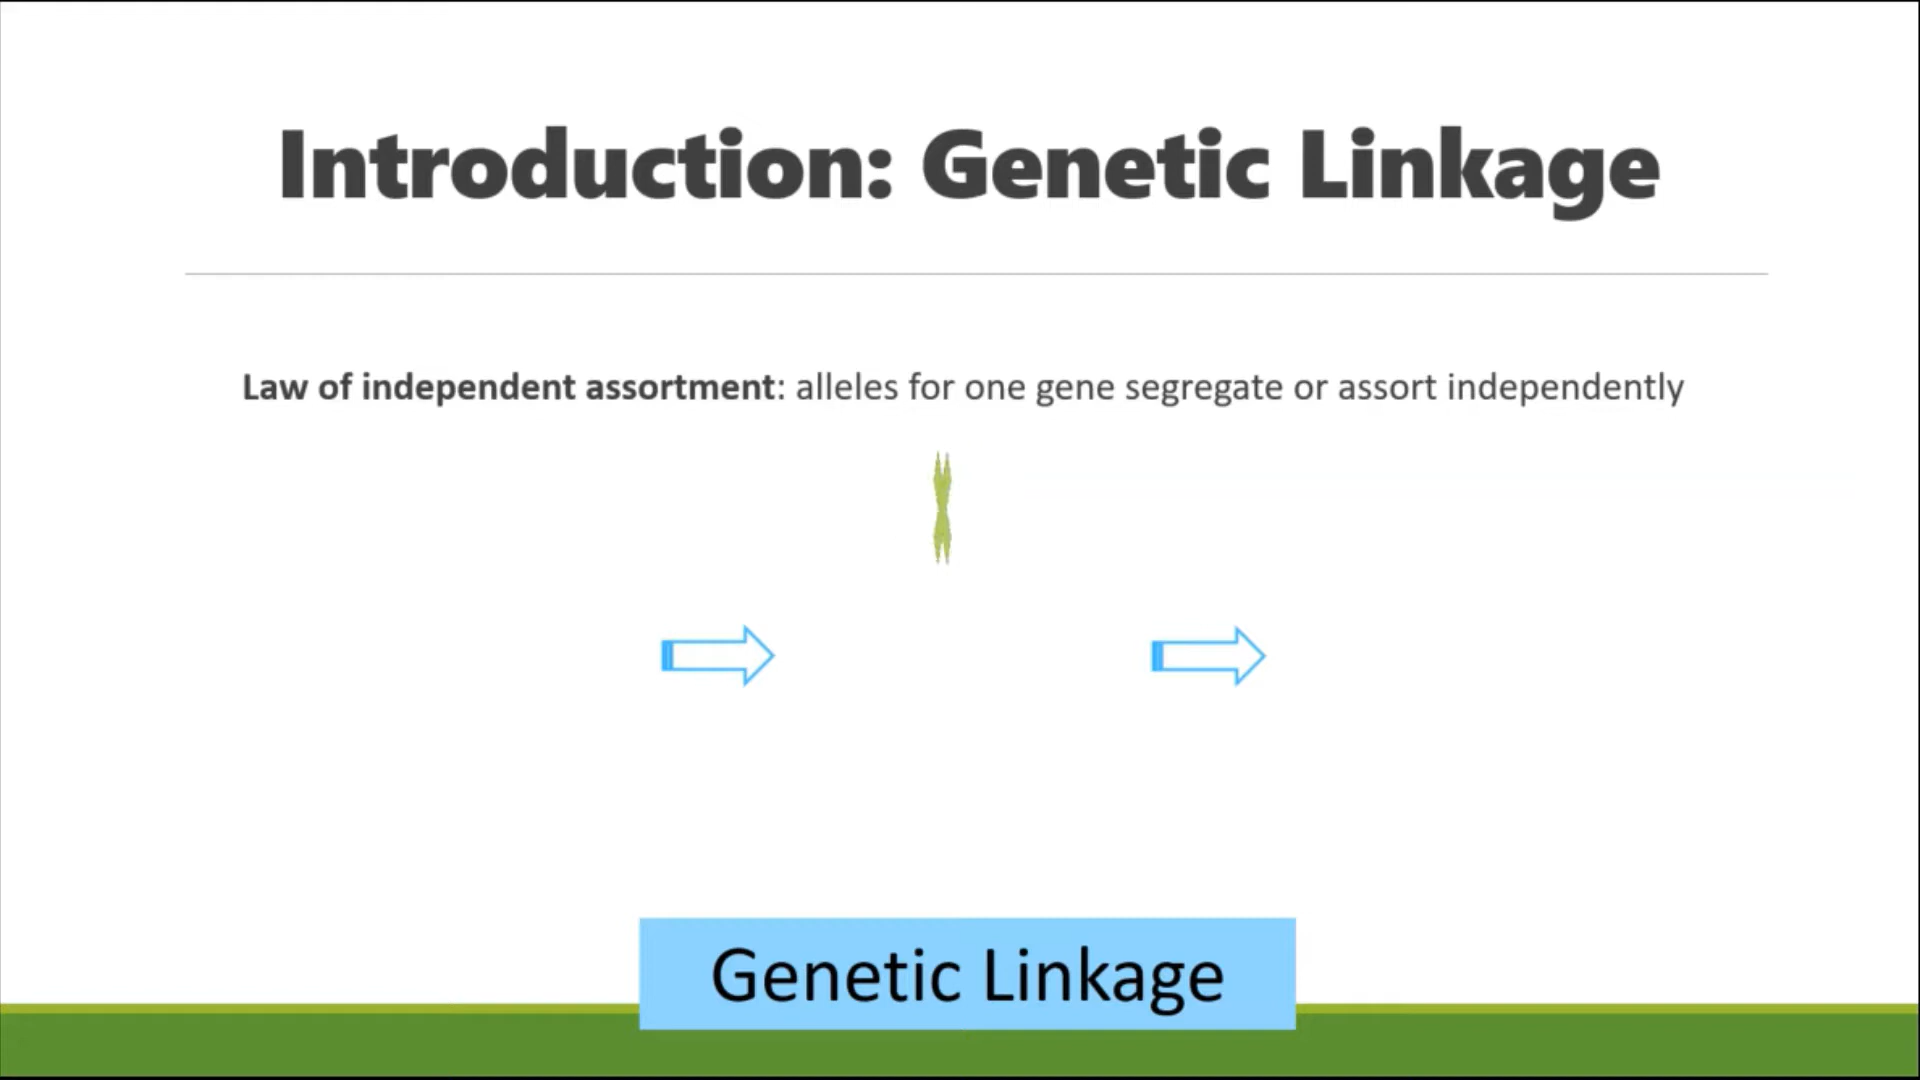 Introduction: Genetic Linkage
Law of independent assortment: alleles for one gene segregate or assort independently
Genetic Linkage